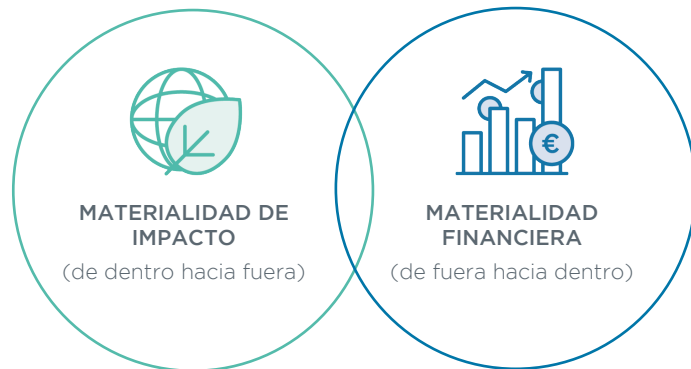 MATERIALIDAD DE
IMPACTO
(de dentro hacia fuera)
€
MATERIALIDAD
FINANCIERA
(de fuera hacia dentro)